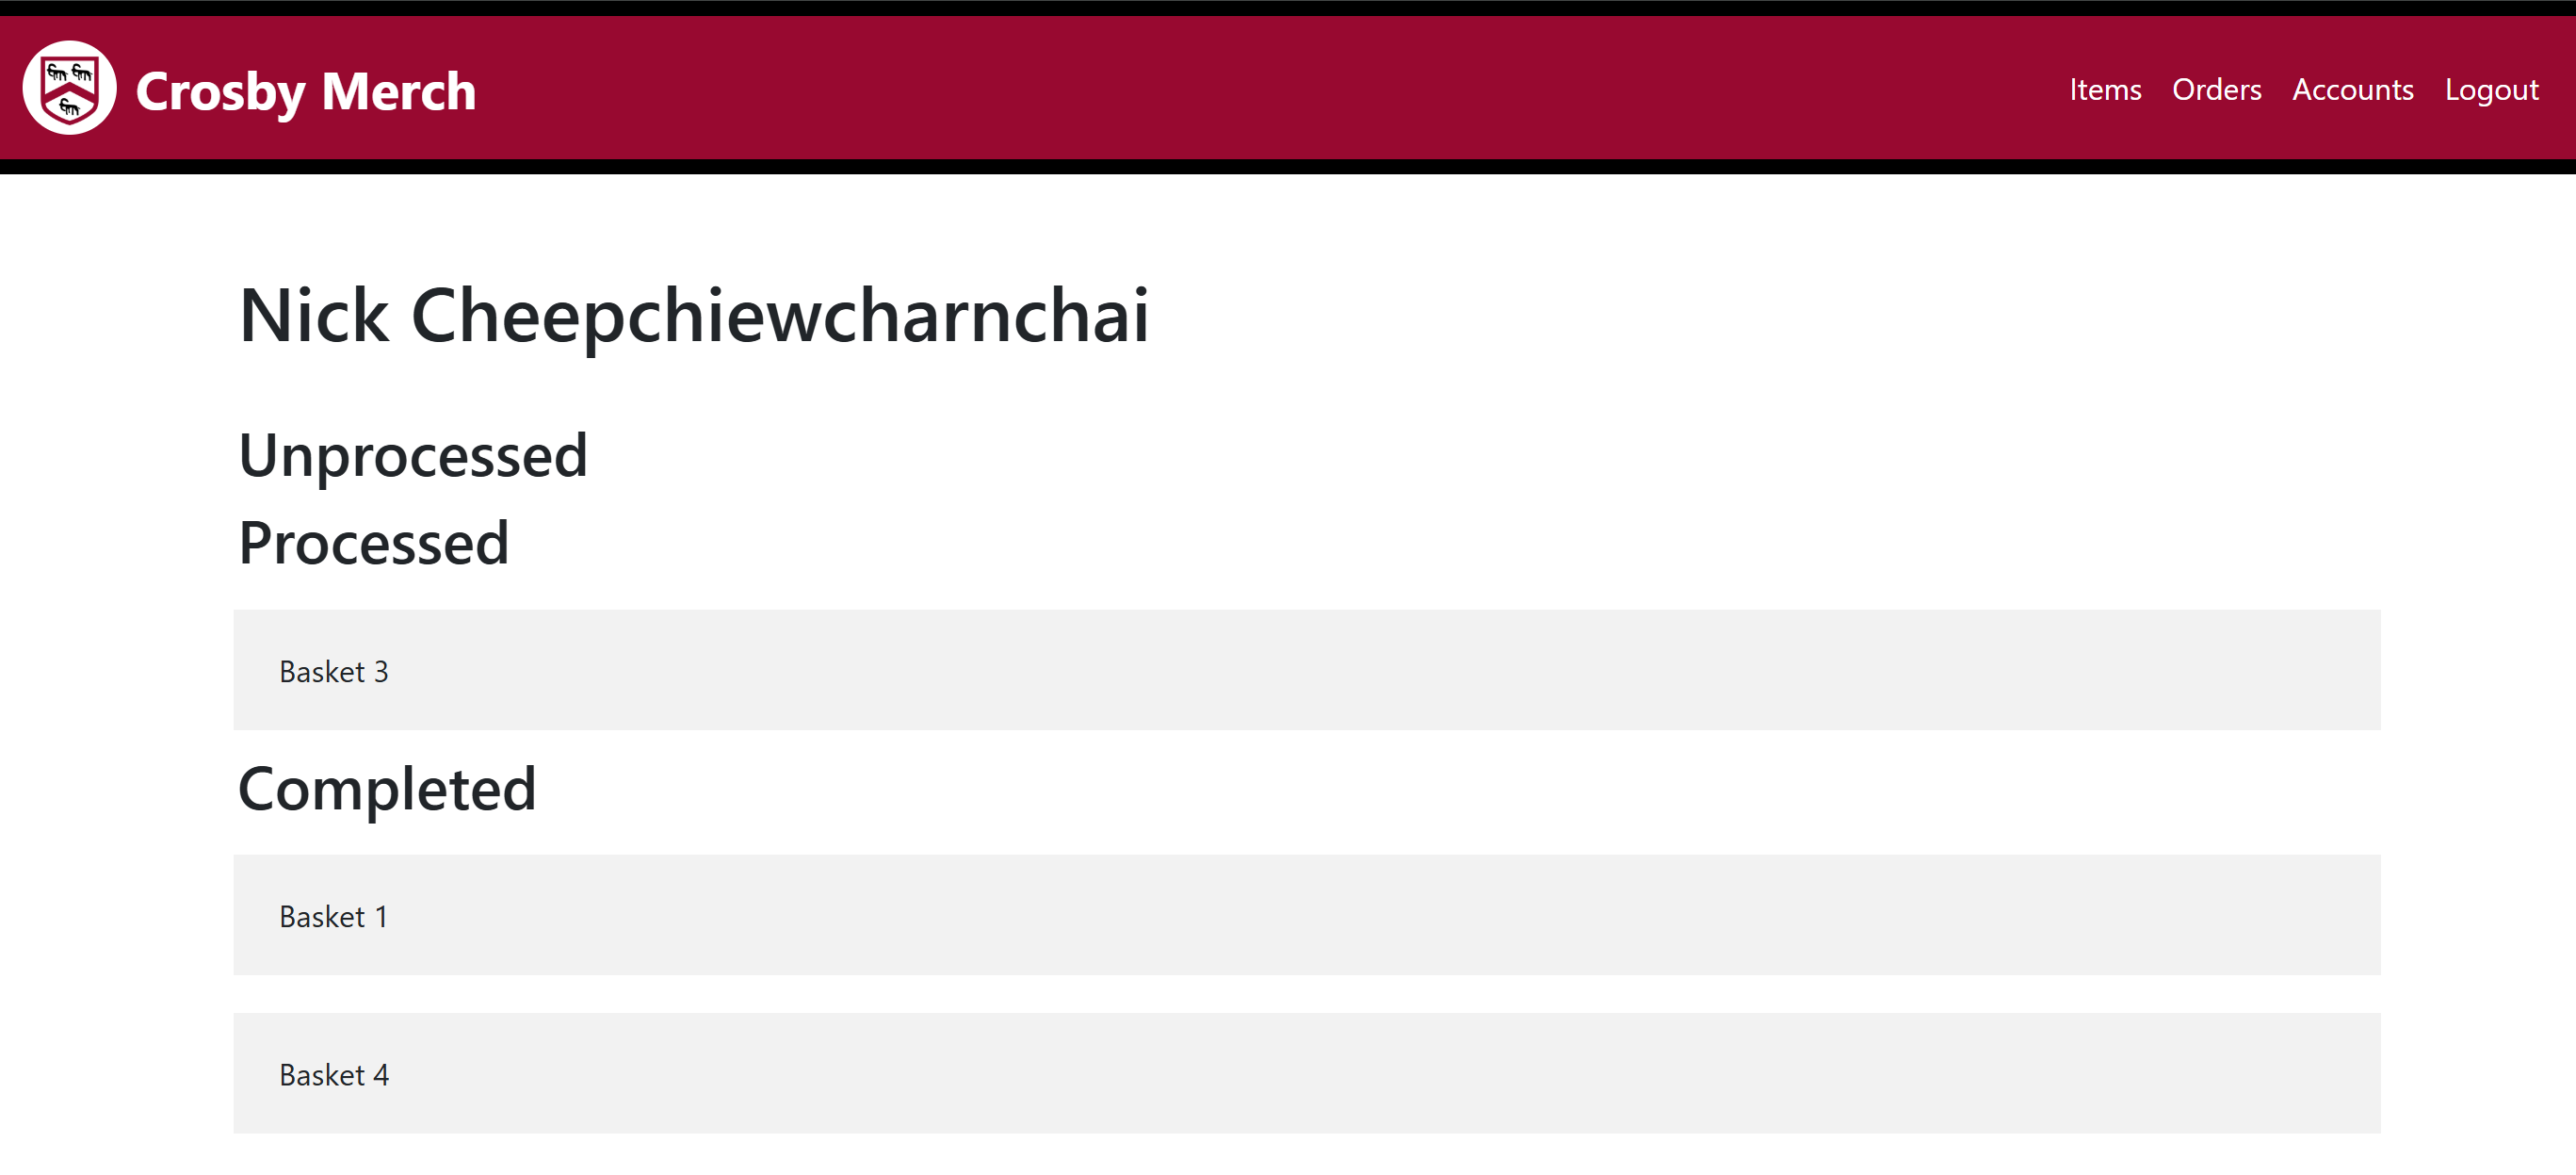 Crosby Merch
Items Orders Accounts Logout
Nick Cheepchiewcharnchai
Unprocessed
Processed
Basket 3
Completed
Basket 1
Basket 4